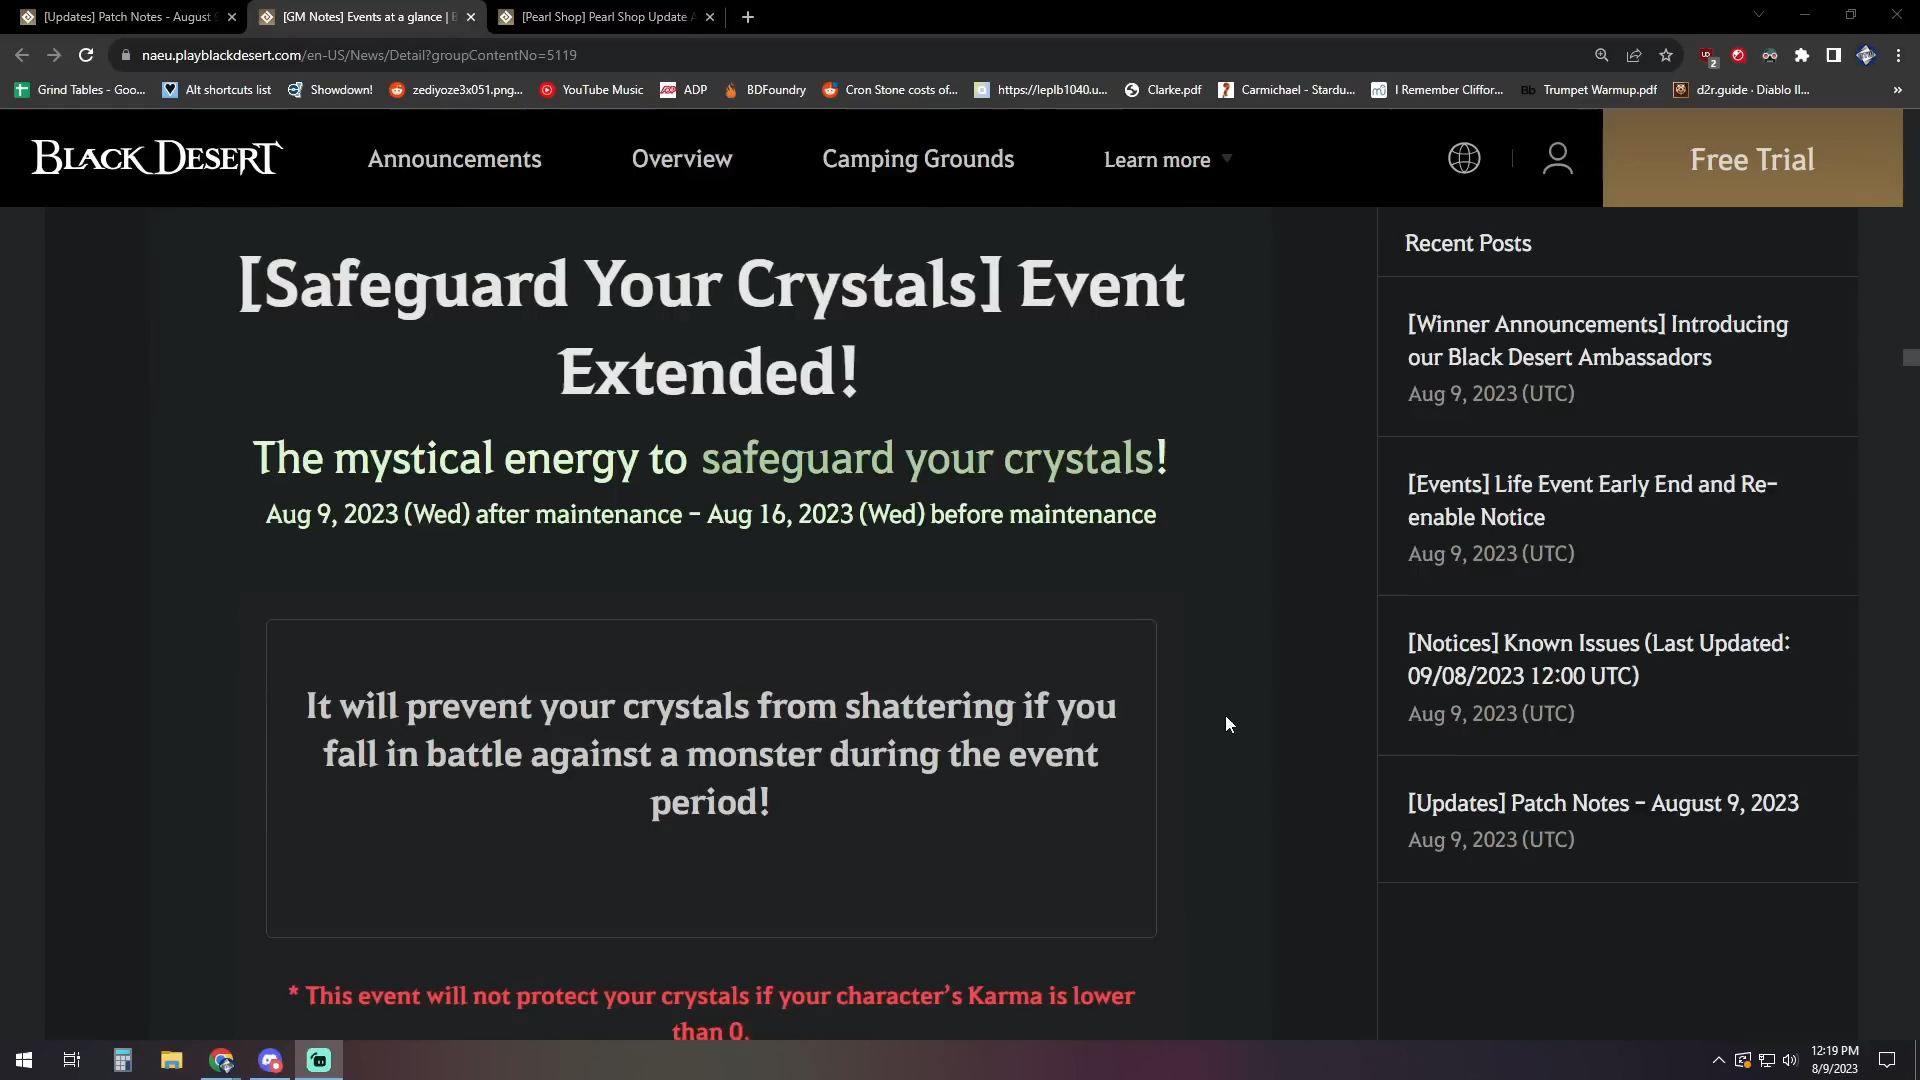 [Updates] Patch Notes - August
[GM Notes] Events at a glance |
[Pearl Shop] Pearl Shop Update
naeu.playblackdesert.com/en-US/News/Detail?groupContentNo=5119
2
Grind Tables - Goo...
Alt shortcuts list
Showdown!
zediyoze3x051.png...
YouTube Music
ADP
BDFoundry
Cron Stone costs of...
https://leplb1040.u...
Clarke.pdf
Carmichael - Stardu...
I Remember Cliffor...
Bb
Trumpet Warmup.pdf
d2r.guide · Diablo II...
»
BLACK DESERT
Announcements
Overview
Camping Grounds
Learn more
Free Trial
[Safeguard Your Crystals] Event
Extended!
The mystical energy to safeguard your crystals!
Aug 9, 2023 (Wed) after maintenance – Aug 16, 2023 (Wed) before maintenance
It will prevent your crystals from shattering if you
fall in battle against a monster during the event
period!
* This event will not protect your crystals if your character’s Karma is lower
than 0.
Recent Posts
[Winner Announcements] Introducing
our Black Desert Ambassadors
Aug 9, 2023 (UTC)
[Events] Life Event Early End and Re-
enable Notice
Aug 9, 2023 (UTC)
[Notices] Known Issues (Last Updated:
09/08/2023 12:00 UTC)
Aug 9, 2023 (UTC)
[Updates] Patch Notes – August 9, 2023
Aug 9, 2023 (UTC)
12:19 PM
8/9/2023